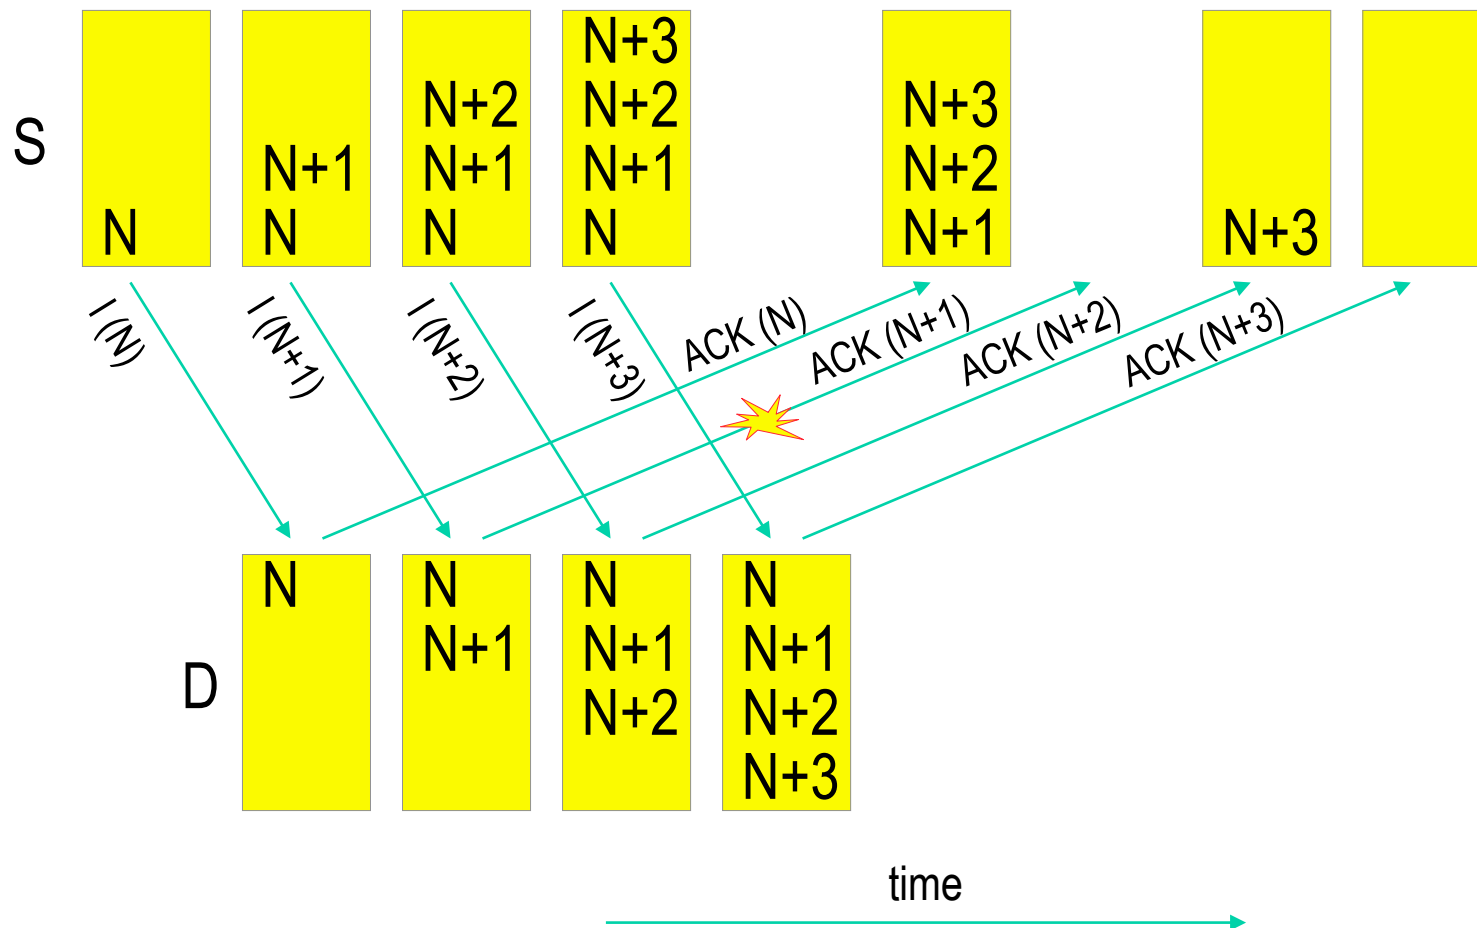 S
N
N+1
N
N+2
N+1
N
N+3
N+2
N+1
N
N+3
N+2
N+1
N+3
I (N)
I (N+1)
I (N+2)
I (N+3)
ACK (N)
ACK (N+1)
ACK (N+2)
ACK (N+3)
D
N
N
N+1
N
N+1
N+2
N
N+1
N+2
N+3
time